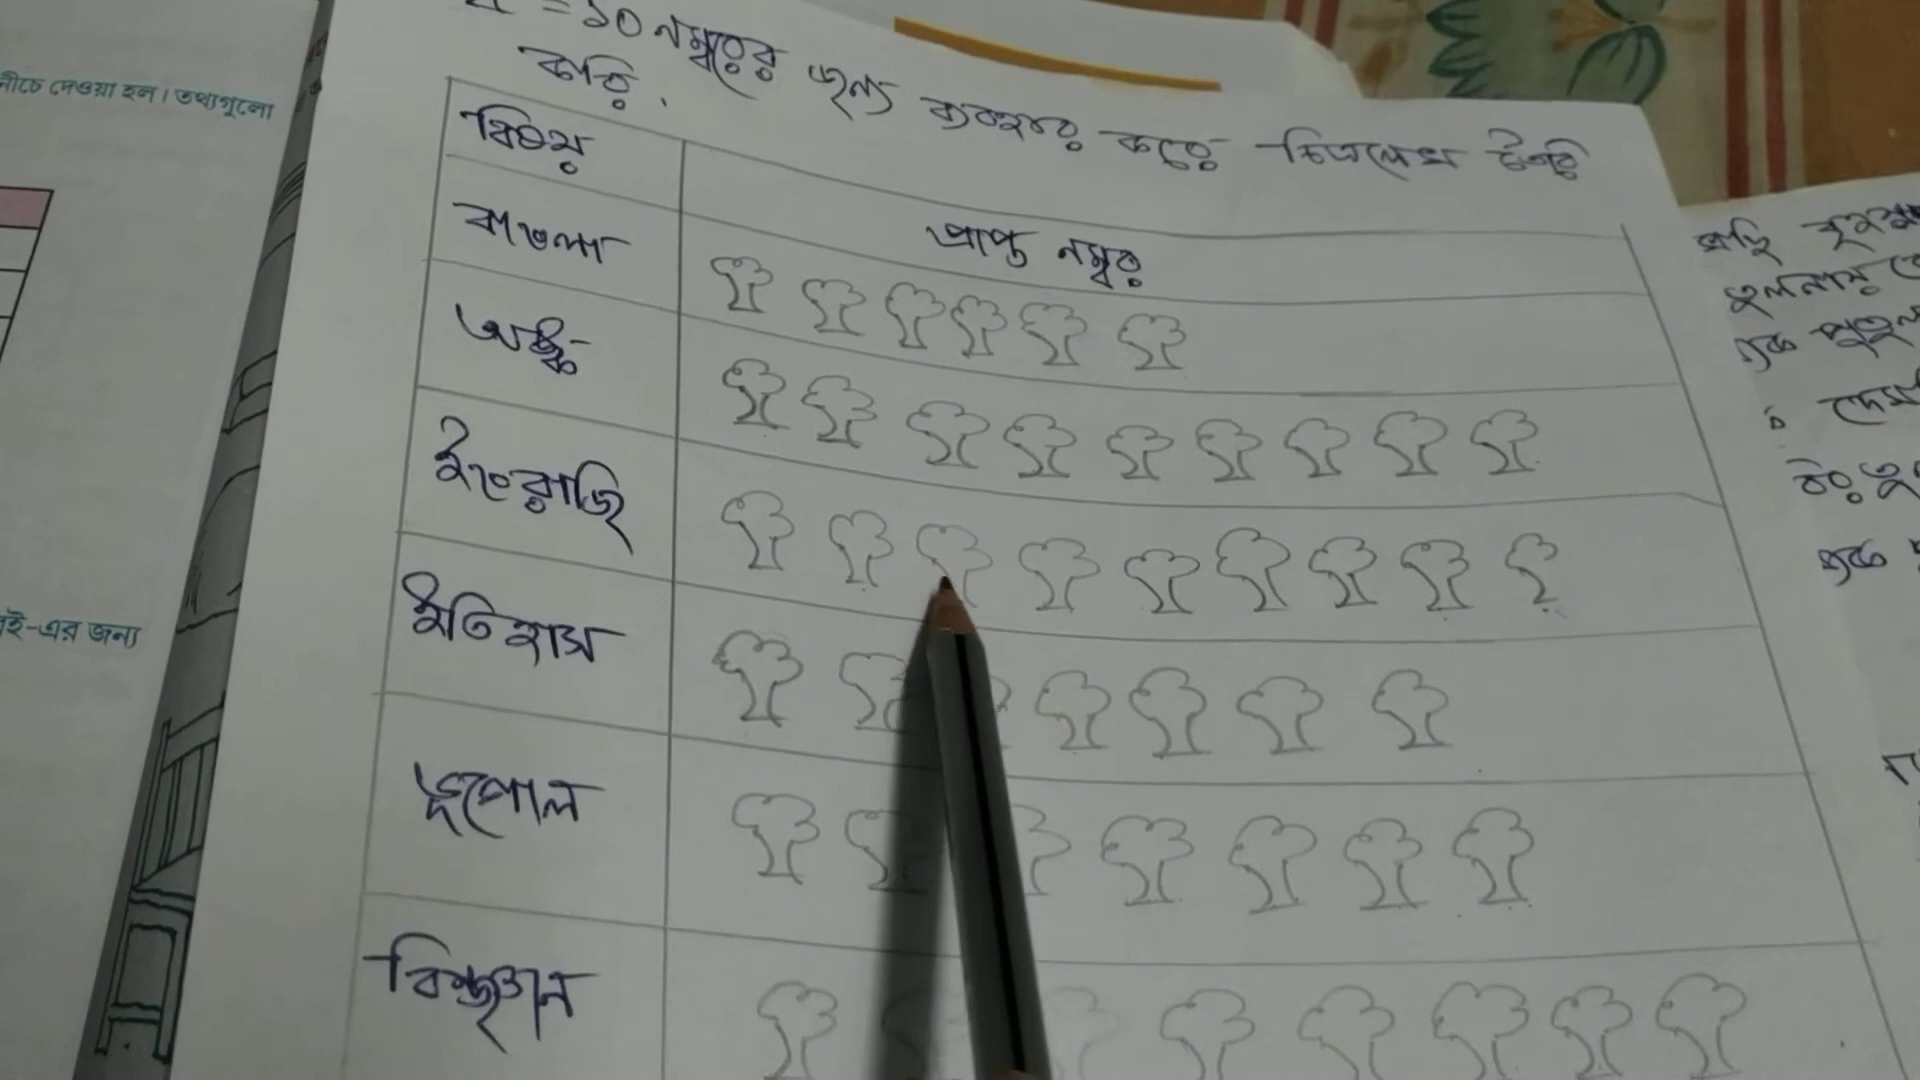 = ১০ নম্বরের জন্য ব্যবহার করে চিত্রলেখ তৈরি
করি.
বিষয়
প্রাপ্ত নম্বর
বাংলা
অঙ্ক
ইংরাজি
ইতিহাস
ভূগোল
বিজ্ঞান
নীচে দেওয়া হল। তথ্যগুলো
ই-এর জন্য
তুলনায়